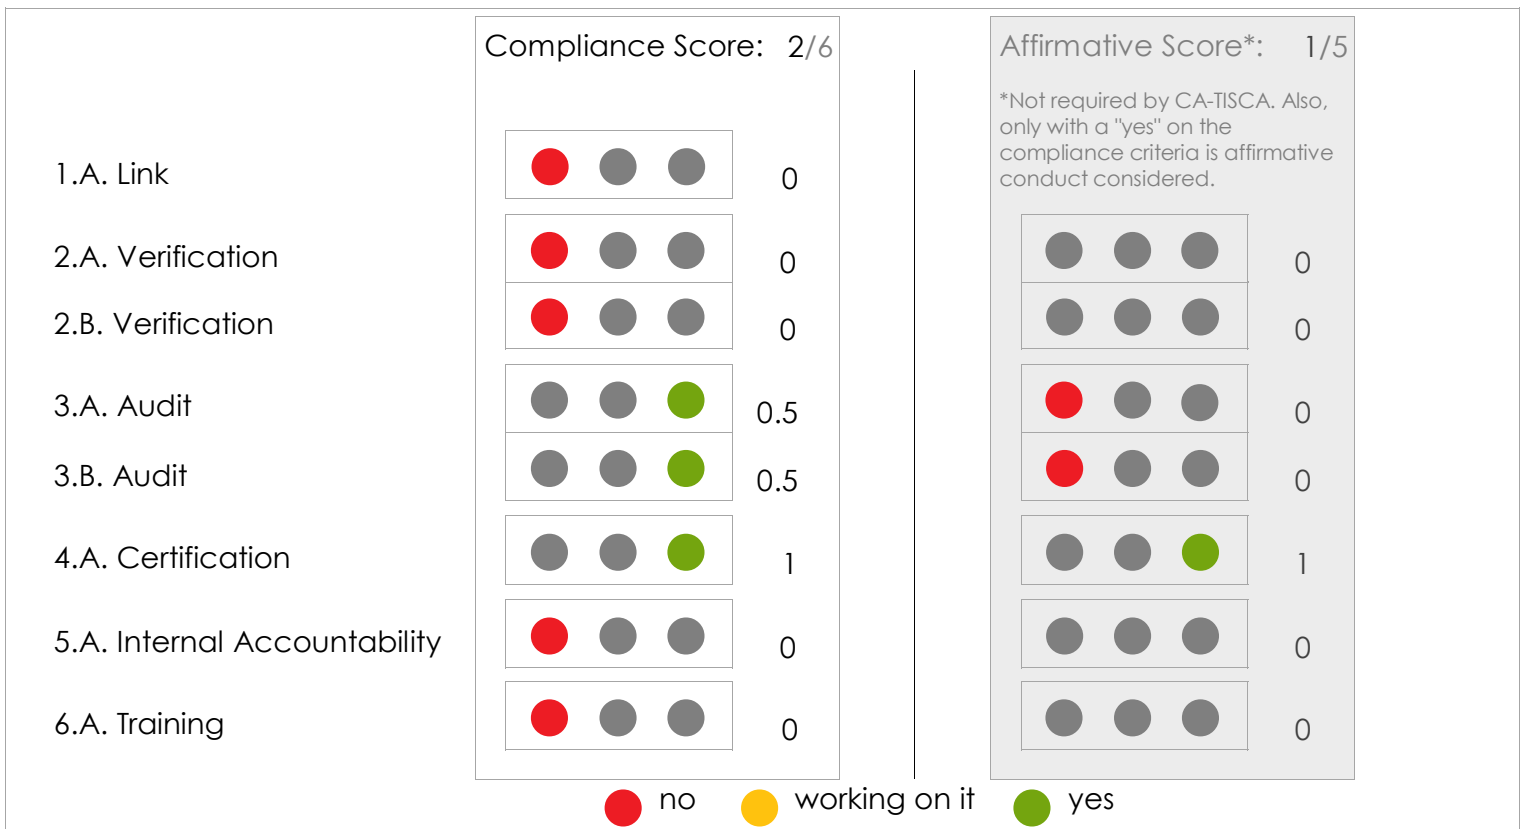 Compliance Score: 2/6
Affirmative Score*: 1/5
*Not required by CA-TISCA. Also,
only with a "yes" on the
compliance criteria is affirmative
conduct considered.
1.A. Link 0
2.A. Verification 0 0
2.B. Verification 0 0
3.A. Audit 0.5 0
3.B. Audit 0.5 0
4.A. Certification 1 1
5.A. Internal Accountability 0 0
6.A. Training 0 0
no working on it yes